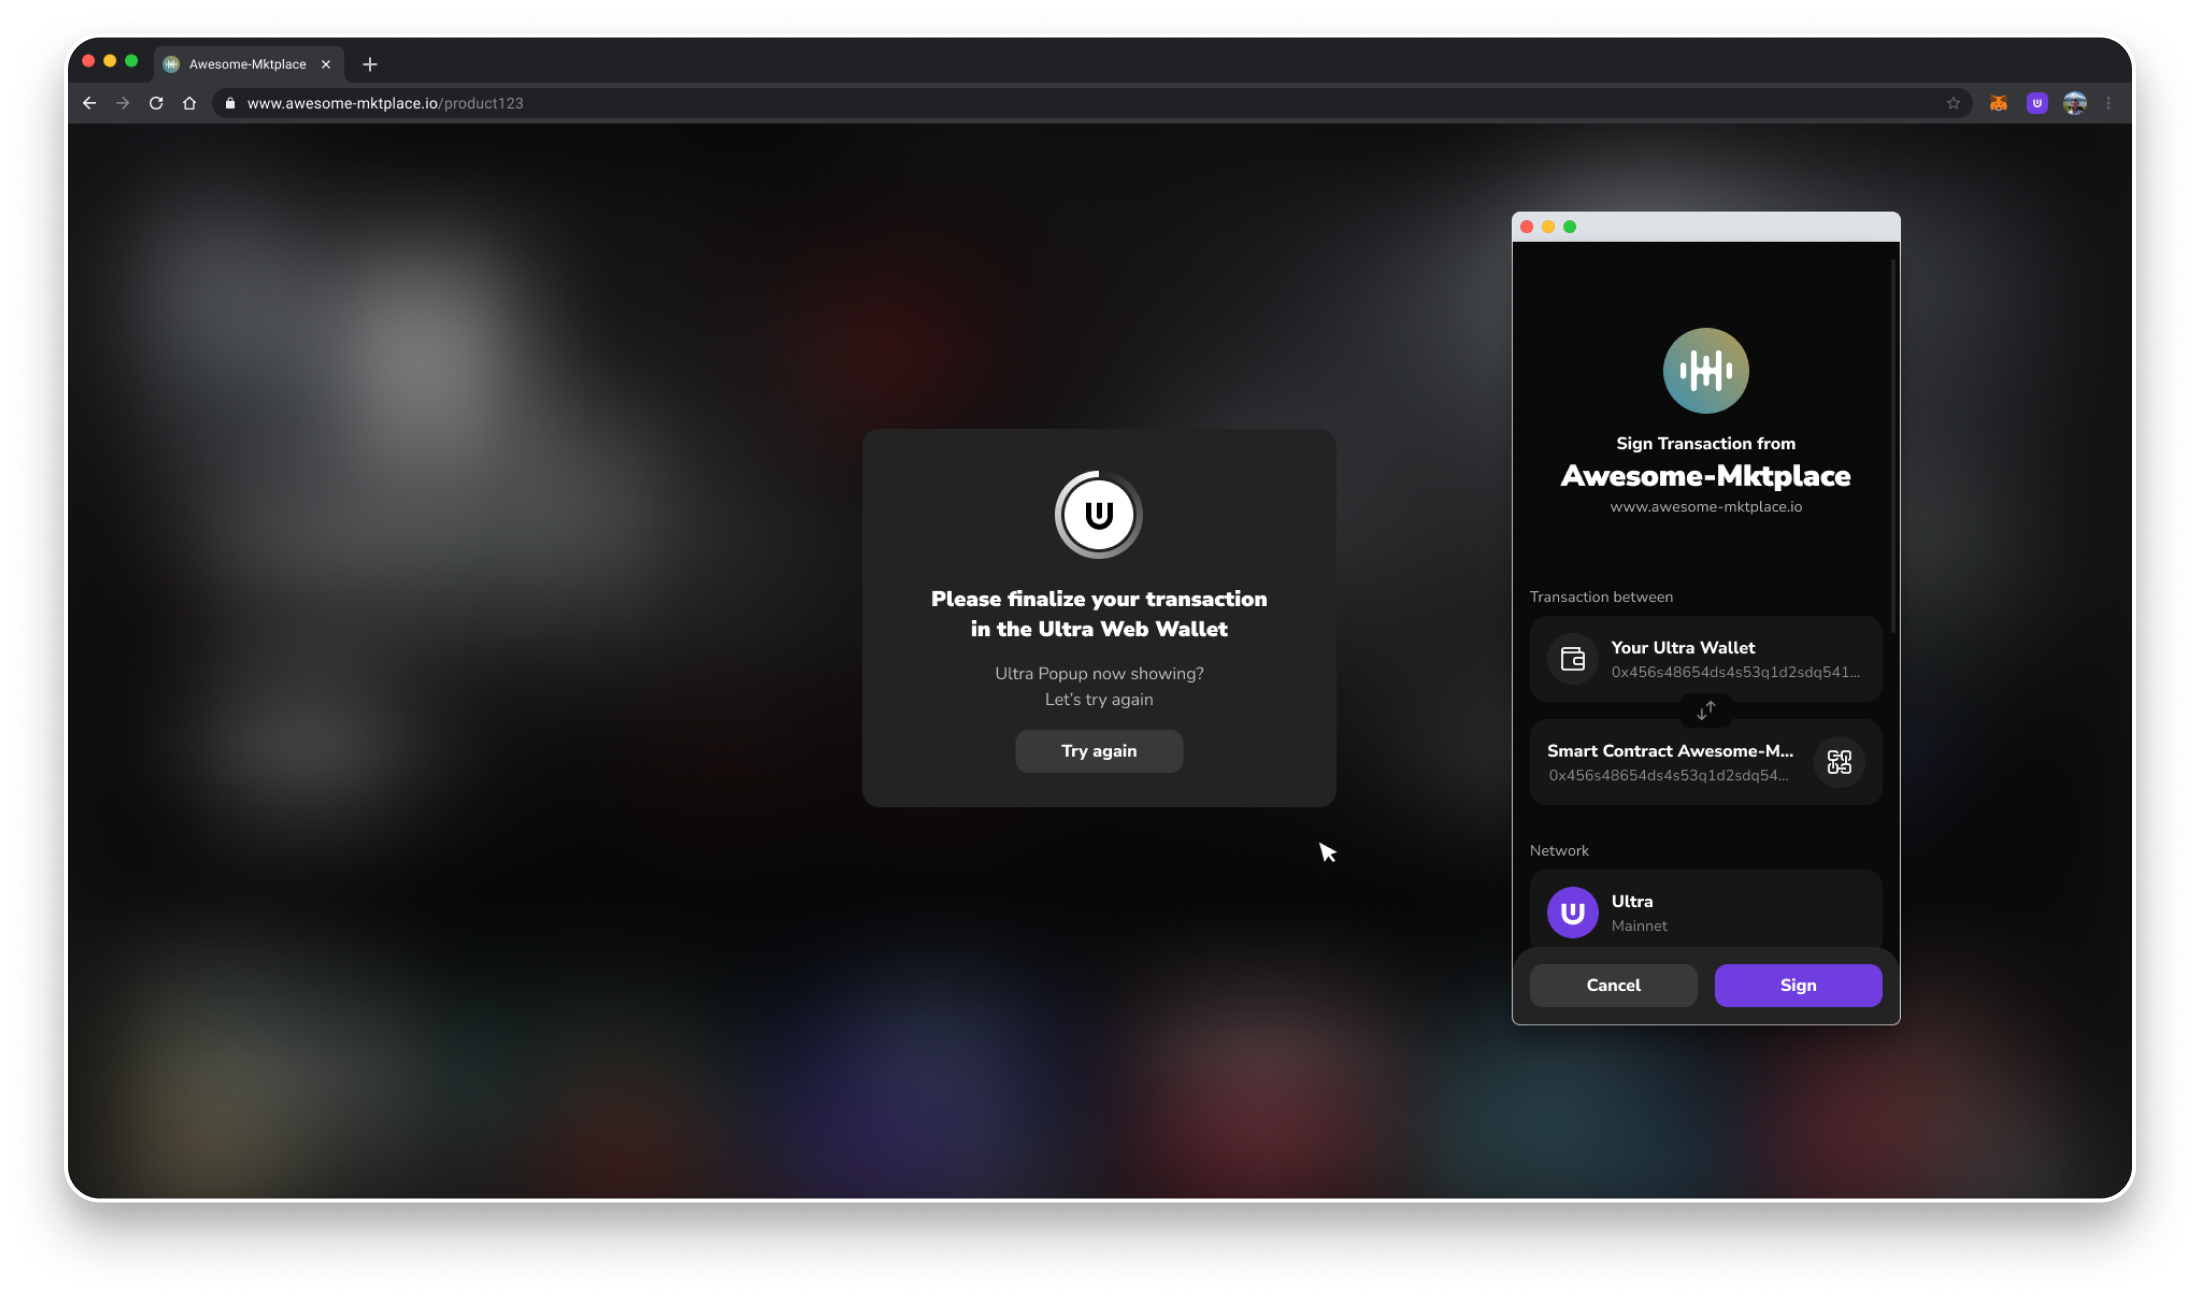 Awesome-Mktplace
www.awesome-mktplace.io/product123
Please finalize your transaction
in the Ultra Web Wallet
Ultra Popup now showing?
Let's try again
Try again
Sign Transaction from
Awesome-Mktplace
www.awesome-mktplace.io
Transaction between
Your Ultra Wallet
0x456s48654ds4s53q1d2sdq541...
Smart Contract Awesome-M...
0x456s48654ds4s53q1d2sdq54...
Network
Ultra
Mainnet
Cancel
Sign